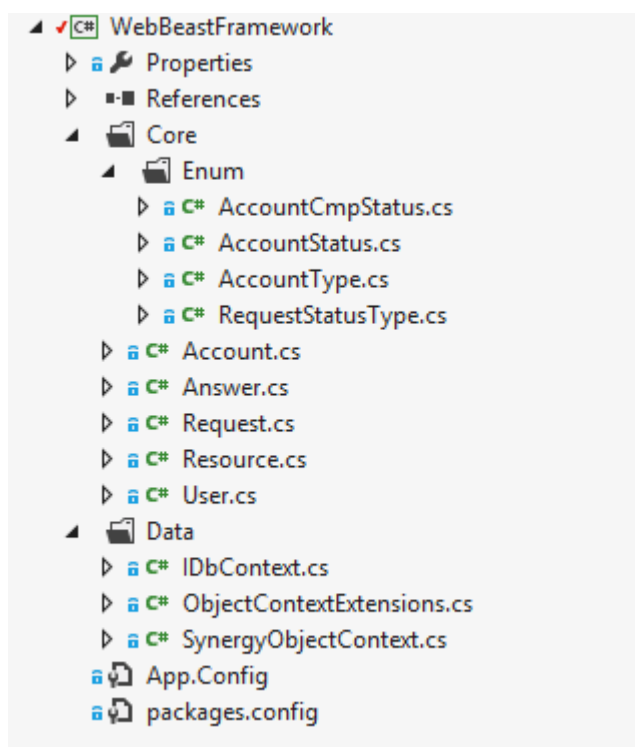 C# WebBeastFramework
Properties
References
Core
Enum
C# AccountCmpStatus.cs
C# AccountStatus.cs
C# AccountType.cs
C# RequestStatusType.cs
C# Account.cs
C# Answer.cs
C# Request.cs
C# Resource.cs
C# User.cs
Data
C# IDbContext.cs
C# ObjectContextExtensions.cs
C# SynergyObjectContext.cs
App.Config
packages.config